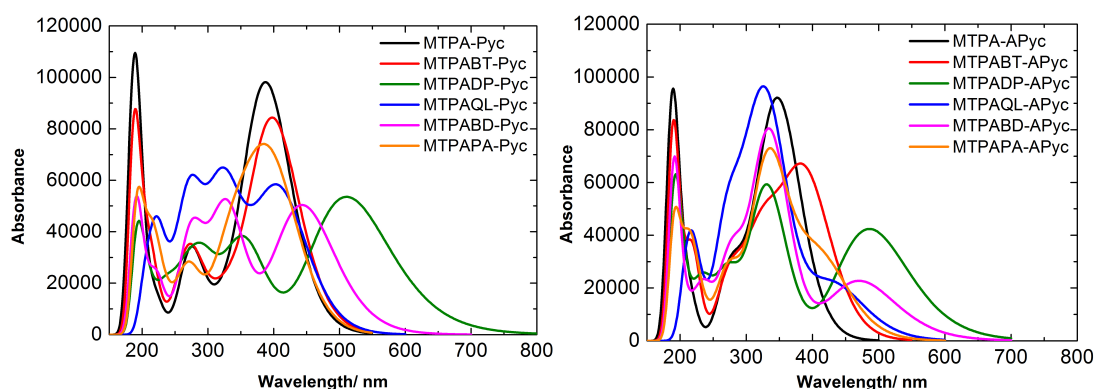 120000
100000
80000
60000
40000
20000
0
Absorbance
200 300 400 500 600 700 800
Wavelength/ nm
MTPA-Pyc
MTPABT-Pyc
MTPADP-Pyc
MTPAQL-Pyc
MTPABD-Pyc
MTPAPA-Pyc
120000
100000
80000
60000
40000
20000
0
Absorbance
200 300 400 500 600 700 800
Wavelength/ nm
MTPA-APyc
MTPABT-APyc
MTPADP-APyc
MTPAQL-APyc
MTPABD-APyc
MTPAPA-APyc